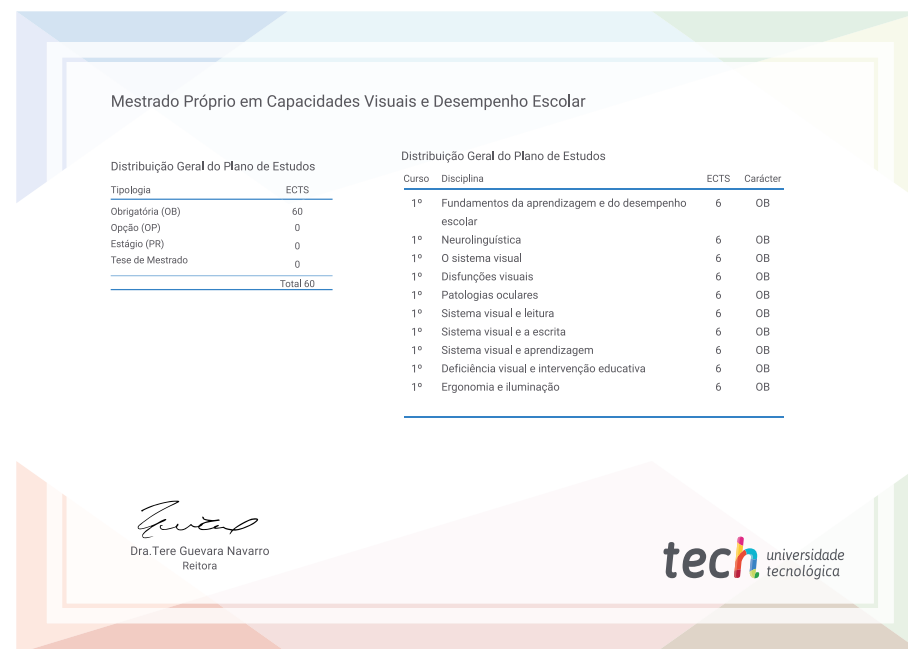 Mestrado Próprio em Capacidades Visuais e Desempenho Escolar
Distribuição Geral do Plano de Estudos
Tipologia ECTS
Obrigatória (OB) 60
Opção (OP) 0
Estágio (PR) 0
Tese de Mestrado 0
Total 60
Distribuição Geral do Plano de Estudos
Curso Disciplina ECTS Carácter
1º Fundamentos da aprendizagem e do desempenho 6 OB
escolar
1º Neurolinguística 6 OB
1º O sistema visual 6 OB
1º Disfunções visuais 6 OB
1º Patologias oculares 6 OB
1º Sistema visual e leitura 6 OB
1º Sistema visual e a escrita 6 OB
1º Sistema visual e aprendizagem 6 OB
1º Deficiência visual e intervenção educativa 6 OB
1º Ergonomia e iluminação 6 OB
Dra.Tere Guevara Navarro
Reitora
tech universidade
tecnológica